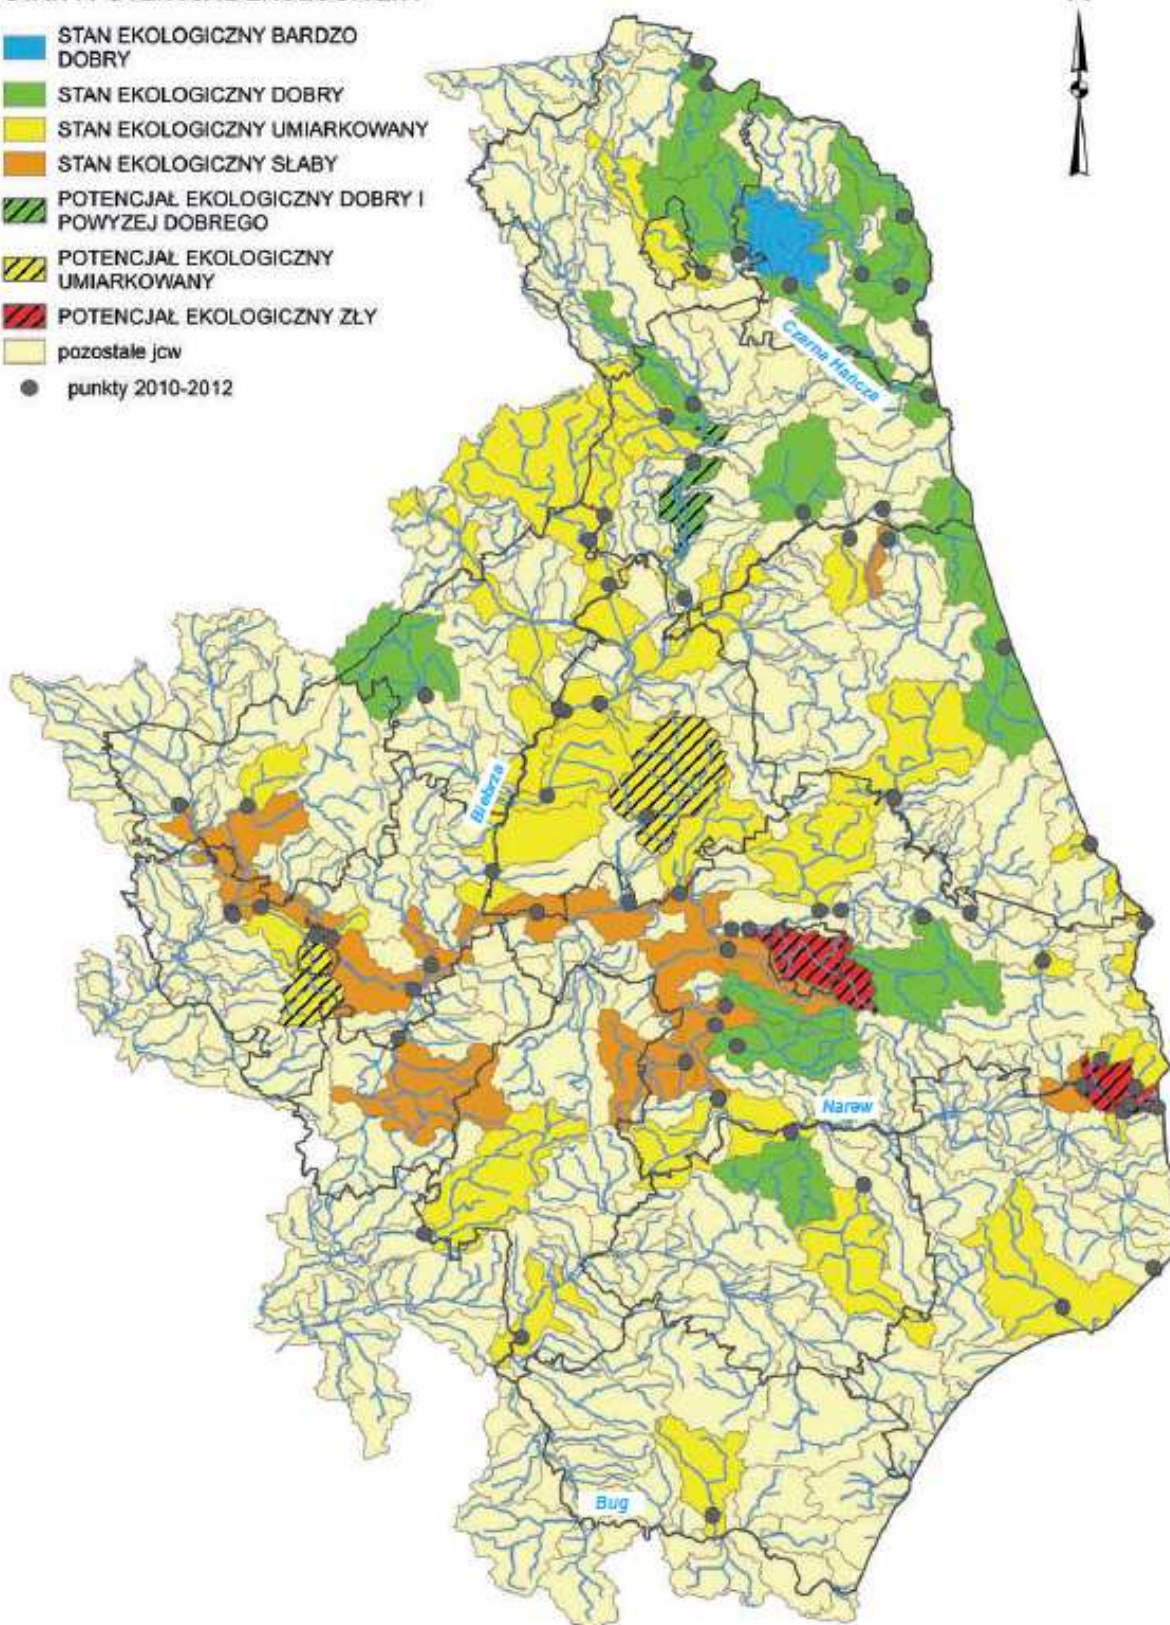 STAN EKOLOGICZNY BARDZO
DOBRY
STAN EKOLOGICZNY DOBRY
STAN EKOLOGICZNY UMIARKOWANY
STAN EKOLOGICZNY SŁABY
POTENCJAŁ EKOLOGICZNY DOBRY I
POWYZEJ DOBREGO
POTENCJAŁ EKOLOGICZNY
UMIARKOWANY
POTENCJAŁ EKOLOGICZNY ZŁY
pozostałe jcw
punkty 2010-2012
Czarna Hańcza
Biebrza
Narew
Bug